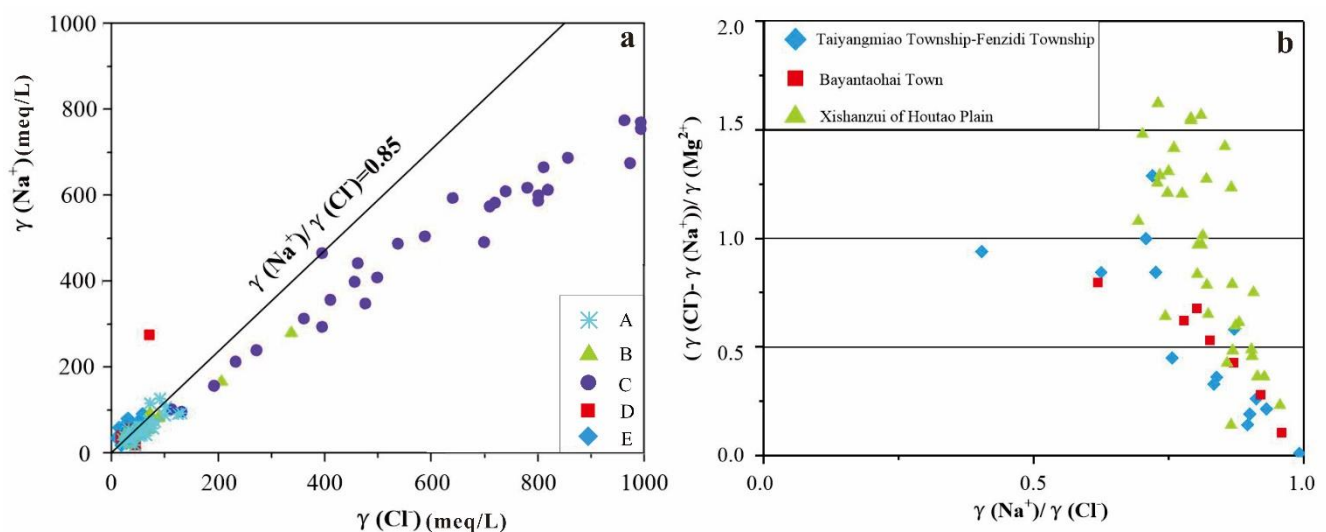 a
1000
800
600
400
200
0
γ (Na⁺)(meq/L)
γ (Na⁺)/ γ (Cl⁻)=0.85
A
B
C
D
E
0
200
400
600
800
1000
γ (Cl⁻) (meq/L)
b
2.0
1.5
1.0
0.5
0.0
(γ (Cl⁻)- γ (Na⁺))/ γ (Mg²⁺)
Taiyangmiao Township-Fenzidi Township
Bayantaohai Town
Xishanzui of Houtao Plain
0.0
0.5
1.0
γ (Na⁺)/ γ (Cl⁻)